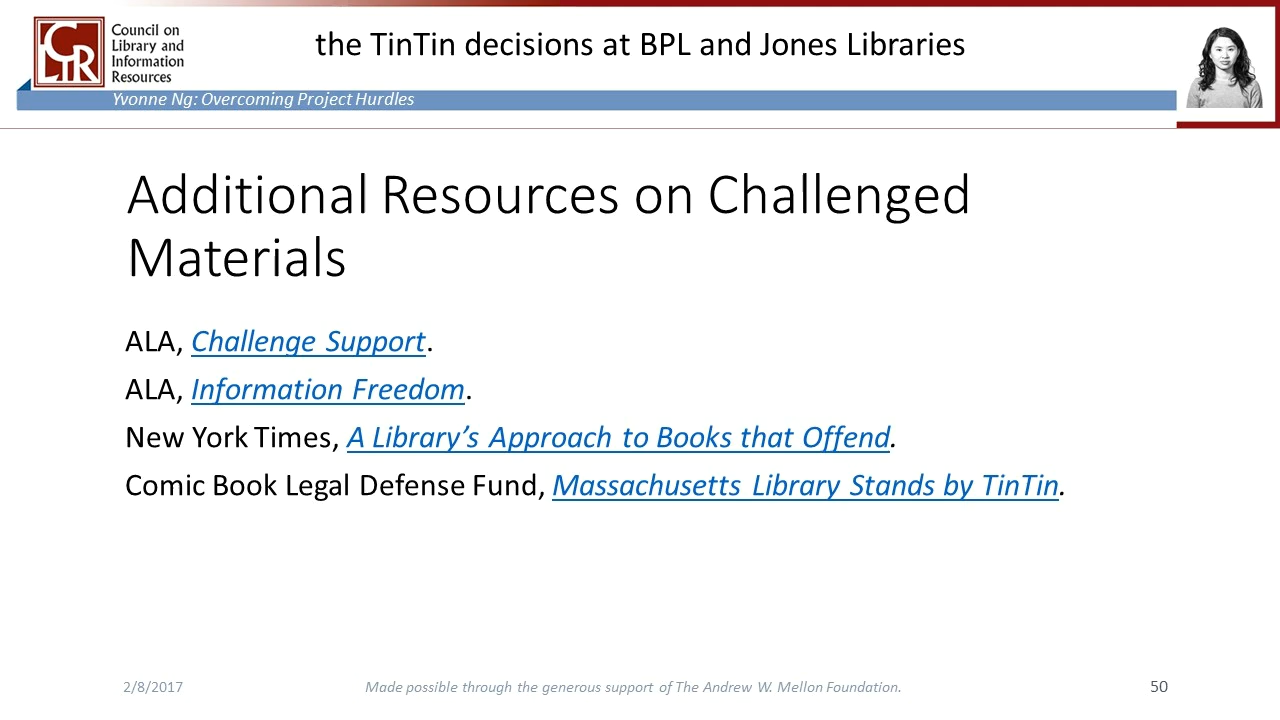 CLIR
Council on
Library and
Information
Resources
the TinTin decisions at BPL and Jones Libraries
Yvonne Ng: Overcoming Project Hurdles
Additional Resources on Challenged
Materials
ALA, Challenge Support.
ALA, Information Freedom.
New York Times, A Library’s Approach to Books that Offend.
Comic Book Legal Defense Fund, Massachusetts Library Stands by TinTin.
2/8/2017
Made possible through the generous support of The Andrew W. Mellon Foundation.
50